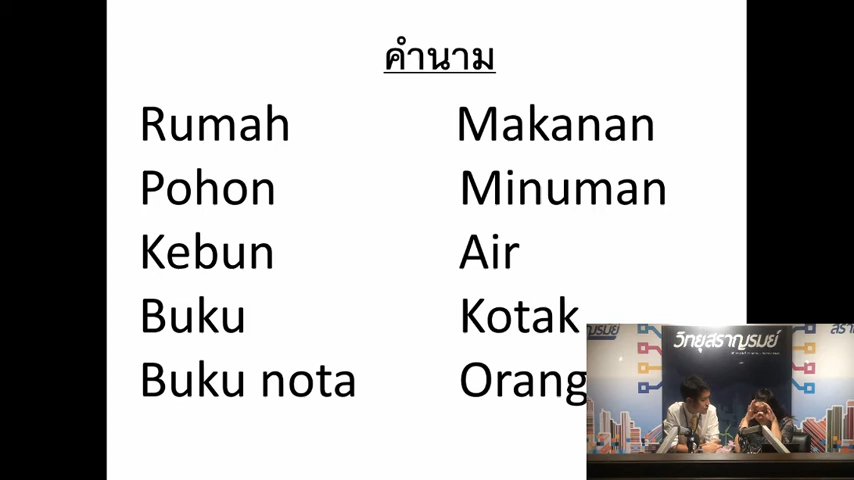 คำนาม
Rumah
Pohon
Kebun
Buku
Buku nota
Makanan
Minuman
Air
Kotak
Orang
วิทยุสราญรมย์